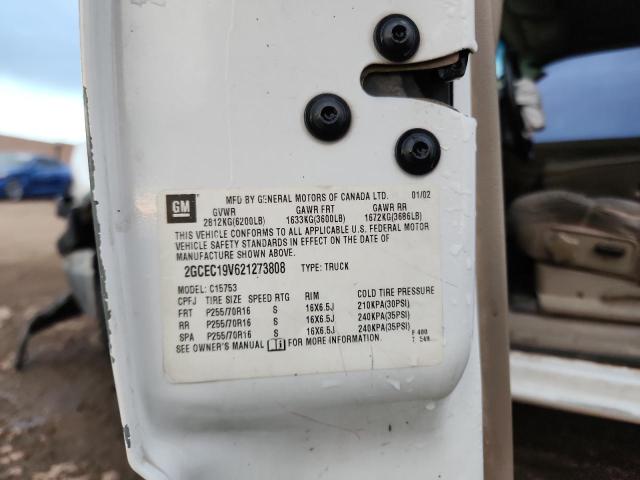 GM
MFD BY GENERAL MOTORS OF CANADA LTD. 01/02
GVWR GAWR FRT GAWR RR
2812KG(6200LB) 1633KG(3600LB) 1672KG(3686LB)
THIS VEHICLE CONFORMS TO ALL APPLICABLE U.S. FEDERAL MOTOR
VEHICLE SAFETY STANDARDS IN EFFECT ON THE DATE OF
MANUFACTURE SHOWN ABOVE.
2GCEC19V621273808 TYPE: TRUCK
MODEL: C15753
CPFJ TIRE SIZE SPEED RTG RIM COLD TIRE PRESSURE
FRT P255/70R16 S 16X6.5J 210KPA(30PSI)
RR P255/70R16 S 16X6.5J 240KPA(35PSI)
SPA P255/70R16 S 16X6.5J 240KPA(35PSI)
SEE OWNER'S MANUAL FOR MORE INFORMATION.